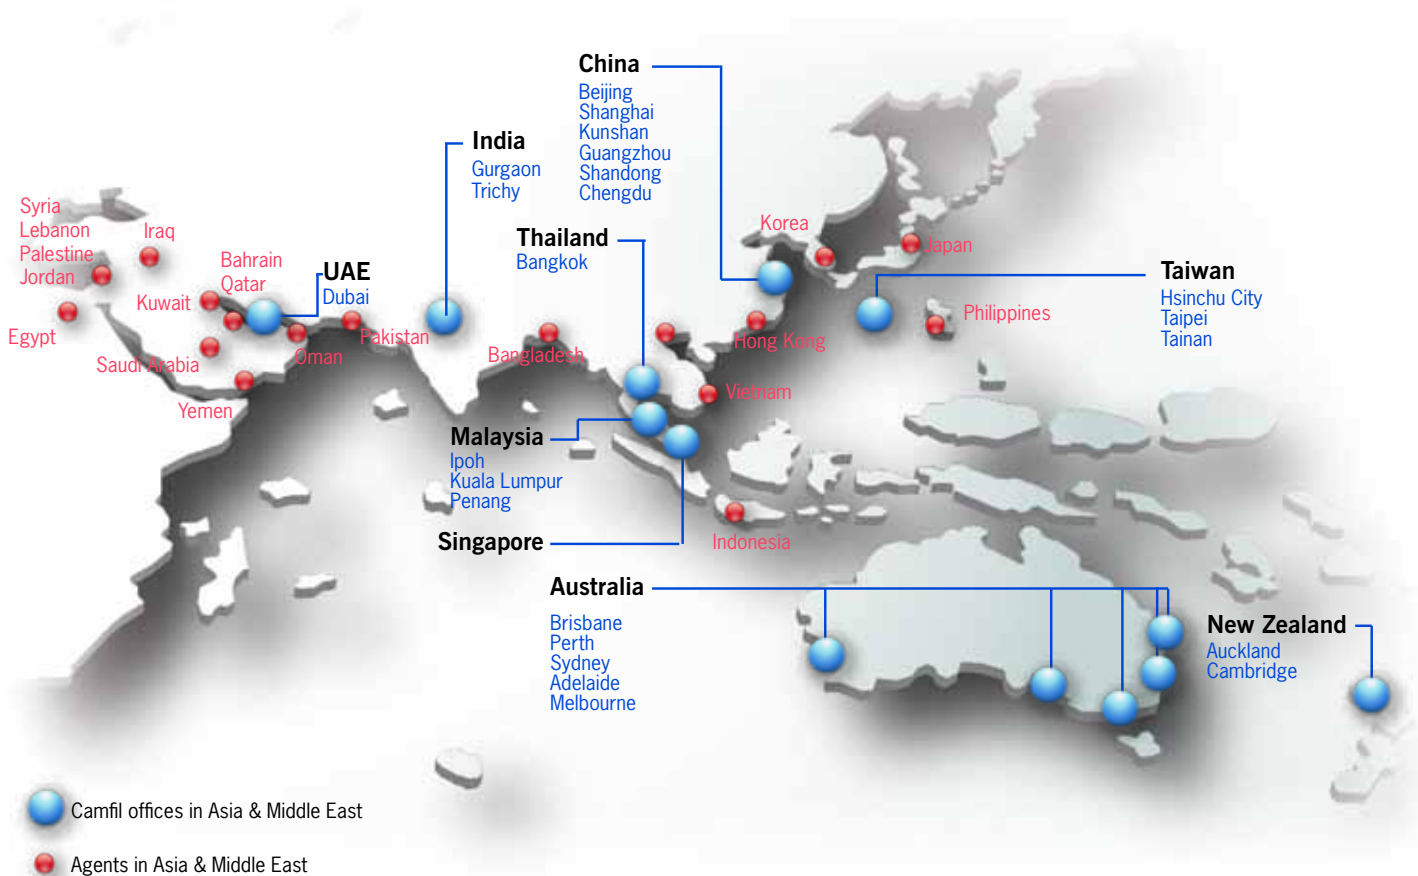 China
Beijing
Shanghai
Kunshan
Guangzhou
Shandong
Chengdu
India
Gurgaon
Trichy
Syria
Lebanon
Palestine
Jordan
Iraq
Egypt
Bahrain
Qatar
Kuwait
UAE
Dubai
Saudi Arabia
Oman
Yemen
Pakistan
Thailand
Bangkok
Bangladesh
Korea
Japan
Hong Kong
Vietnam
Taiwan
Hsinchu City
Taipei
Tainan
Philippines
Malaysia
Ipoh
Kuala Lumpur
Penang
Singapore
Indonesia
Australia
Brisbane
Perth
Sydney
Adelaide
Melbourne
New Zealand
Auckland
Cambridge
Camfil offices in Asia & Middle East
Agents in Asia & Middle East